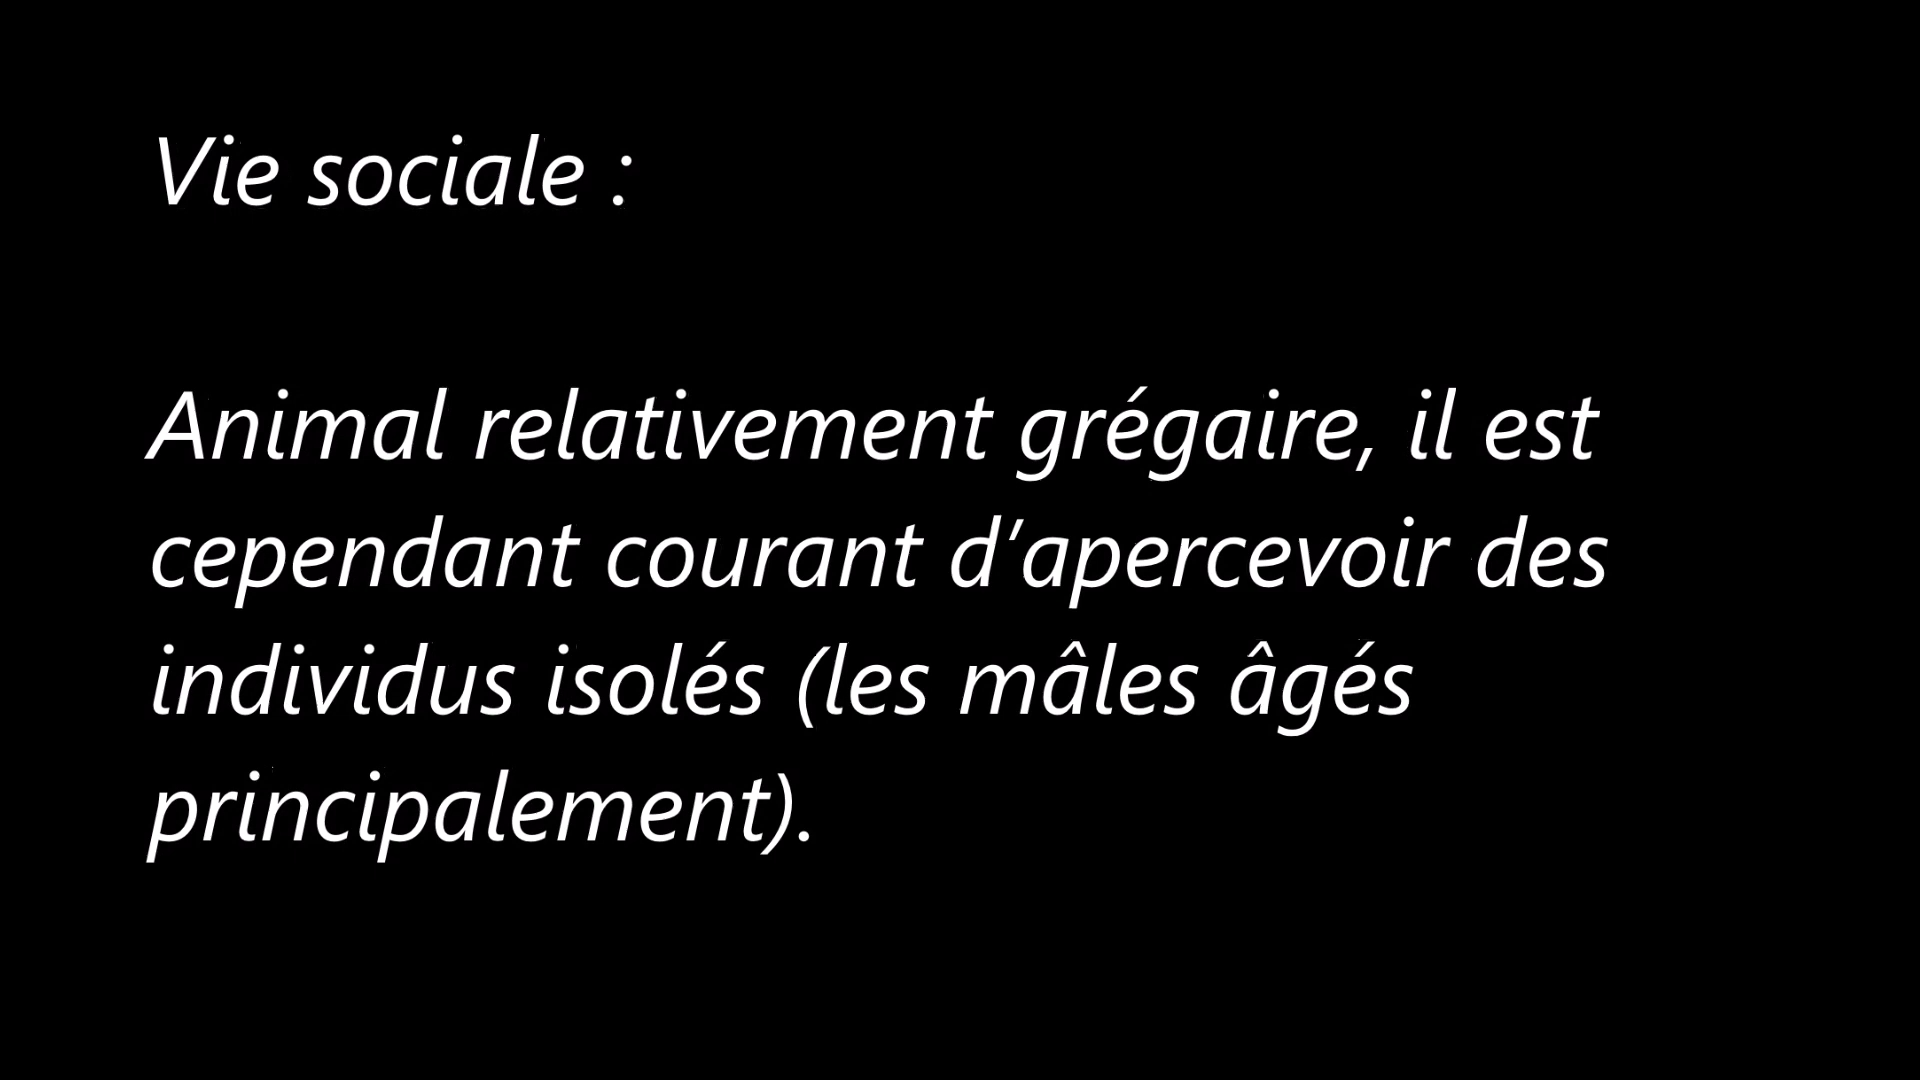 Vie sociale :
Animal relativement grégaire, il est
cependant courant d’apercevoir des
individus isolés (les mâles âgés
principalement).